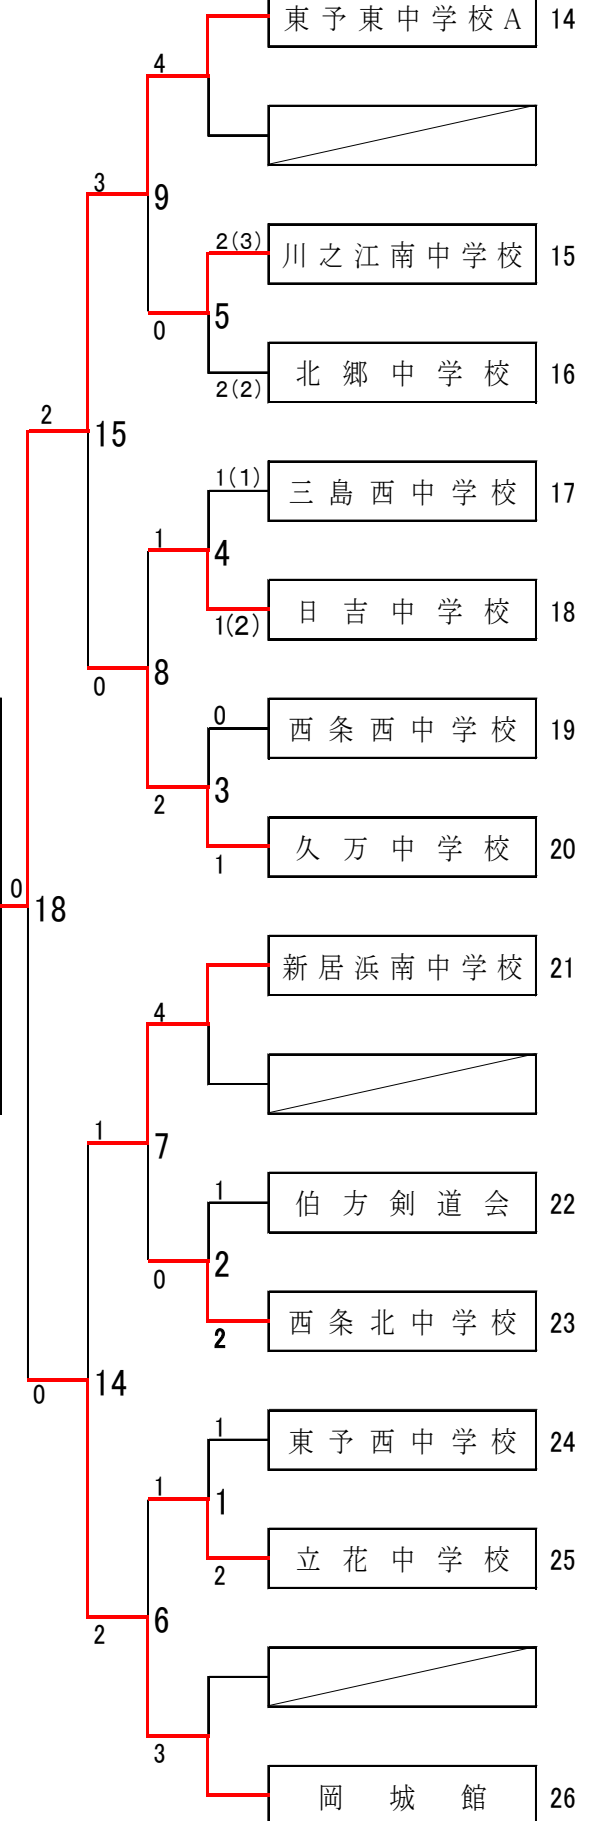 東予東中学校A 14
4
3
9
2(3)
川之江南中学校 15
5
0
北郷中学校 16
2(2)
2
15
1(1)
三島西中学校 17
1
4
日吉中学校 18
1(2)
8
0
0
西条西中学校 19
3
2
久万中学校 20
1
0
18
新居浜南中学校 21
4
1
7
1
伯方剣道会 22
2
0
西条北中学校 23
2
14
0
1
東予西中学校 24
1
1
立花中学校 25
2
6
2
3
岡城館 26